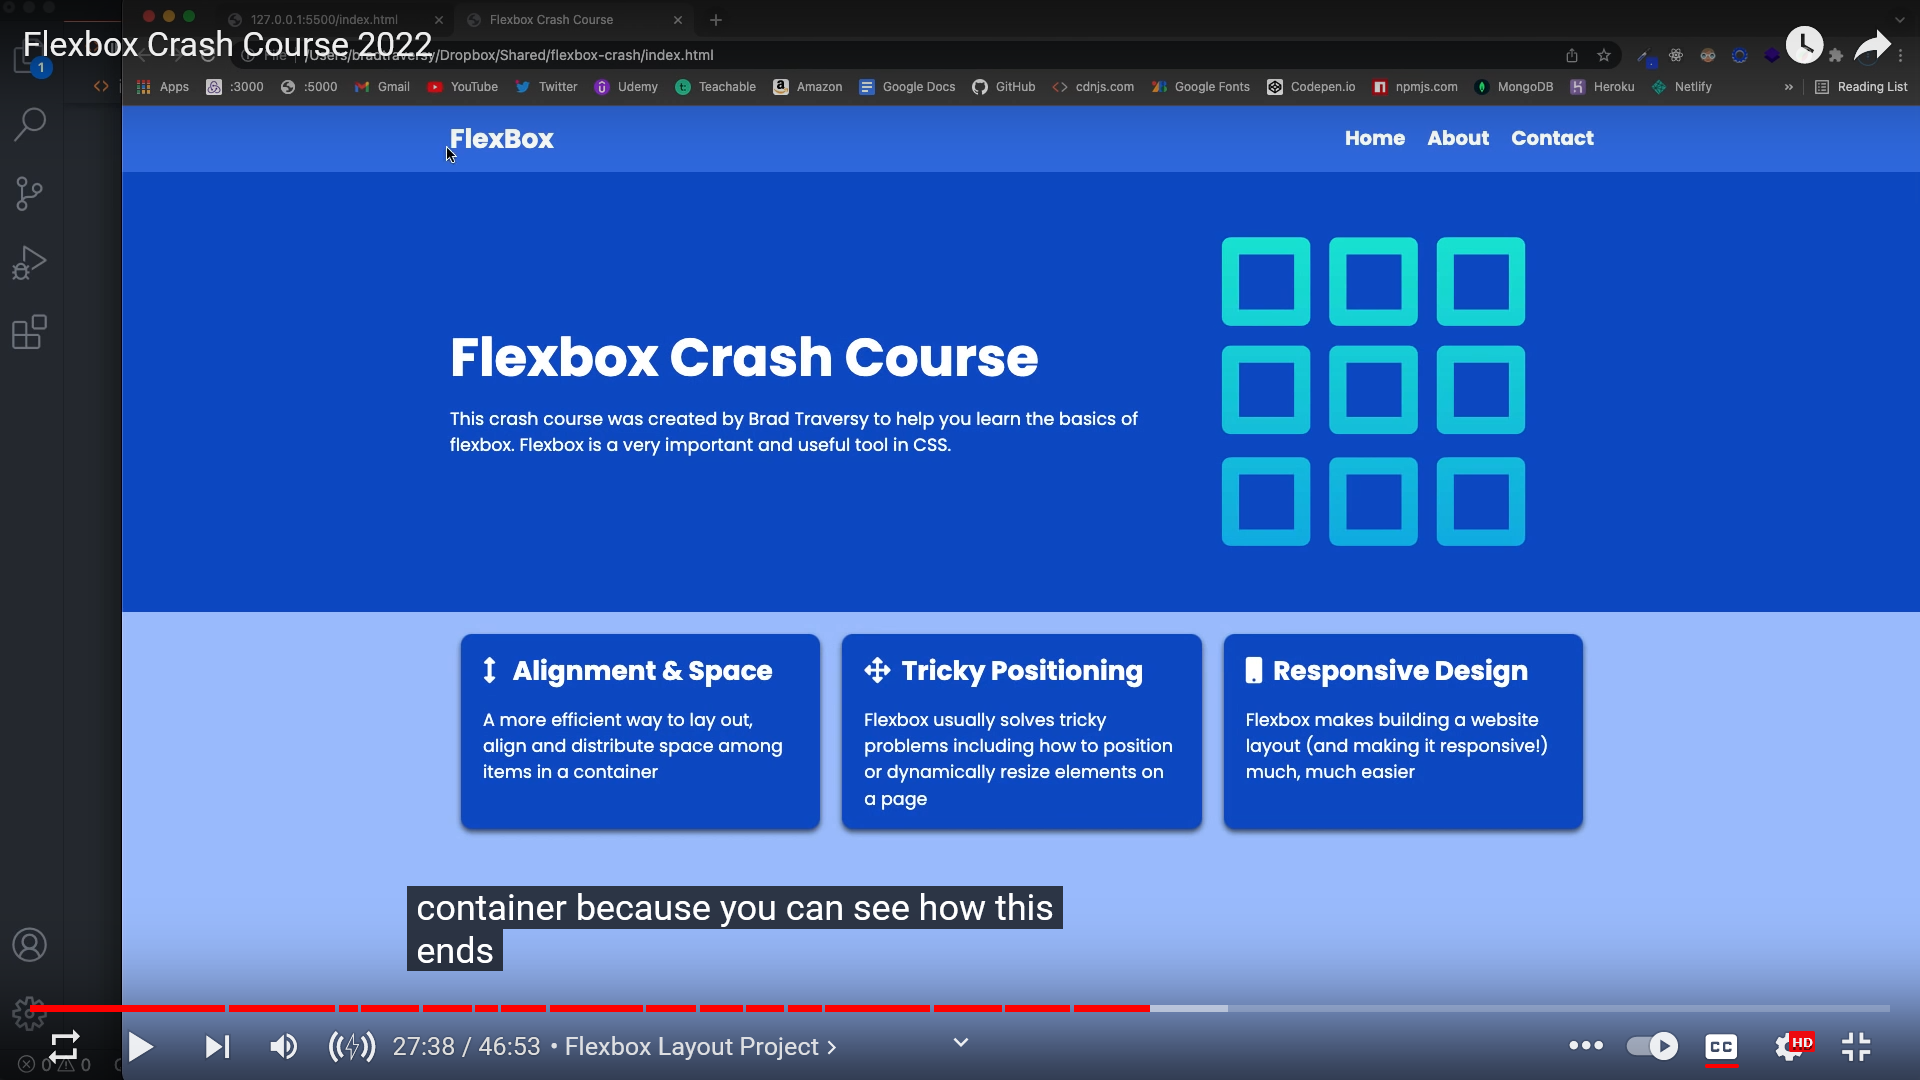 127.0.0.1:5500/index.html
Flexbox Crash Course
Flexbox Crash Course 2022
/Users/bradtraversy/Dropbox/Shared/flexbox-crash/index.html
1
Apps :3000 :5000 Gmail YouTube Twitter Udemy Teachable Amazon Google Docs GitHub cdnjs.com Google Fonts Codepen.io npmjs.com MongoDB Heroku Netlify » Reading List
FlexBox
Home About Contact
Flexbox Crash Course
This crash course was created by Brad Traversy to help you learn the basics of
flexbox. Flexbox is a very important and useful tool in CSS.
Alignment & Space
A more efficient way to lay out,
align and distribute space among
items in a container
Tricky Positioning
Flexbox usually solves tricky
problems including how to position
or dynamically resize elements on
a page
Responsive Design
Flexbox makes building a website
layout (and making it responsive!)
much, much easier
container because you can see how this
ends
27:38 / 46:53 • Flexbox Layout Project
CC
HD
0 0